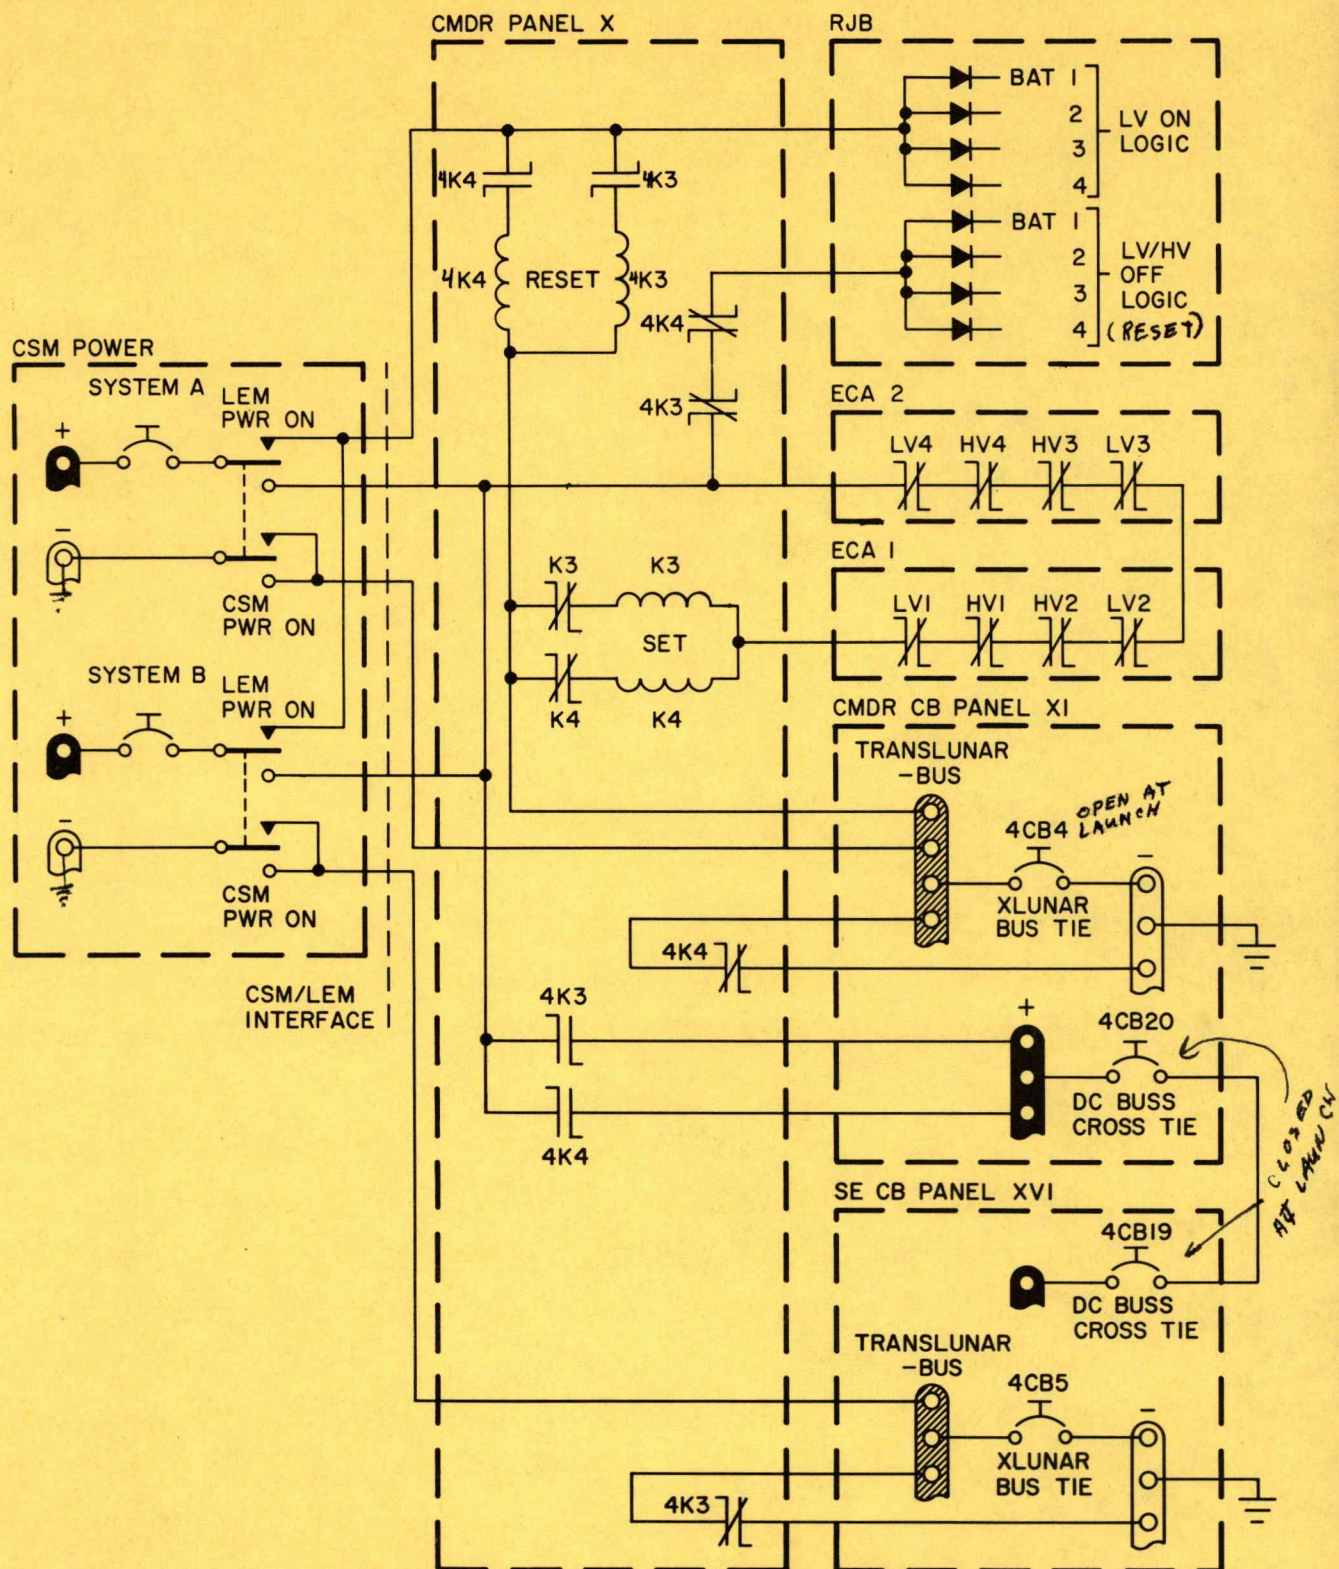 CMDR PANEL X
RJB
BAT 1
2
3
4
LV ON
LOGIC
BAT 1
2
3
4
LV/HV
OFF
LOGIC
(RESET)
4K4
4K3
4K4
RESET
4K3
4K4
4K3
CSM POWER
SYSTEM A
LEM
PWR ON
+
-
CSM
PWR ON
SYSTEM B
LEM
PWR ON
+
-
CSM
PWR ON
CSM/LEM
INTERFACE
ECA 2
LV4 HV4 HV3 LV3
ECA 1
LV1 HV1 HV2 LV2
K3 K3
SET
K4 K4
CMDR CB PANEL XI
TRANSLUNAR
-BUS
4CB4
OPEN AT
LAUNCH
-
XLUNAR
BUS TIE
4K4
4K3
4K4
+
4CB20
DC BUSS
CROSS TIE
CLOSED
AT LAUNCH
SE CB PANEL XVI
4CB19
DC BUSS
CROSS TIE
TRANSLUNAR
-BUS
4CB5
-
XLUNAR
BUS TIE
4K3